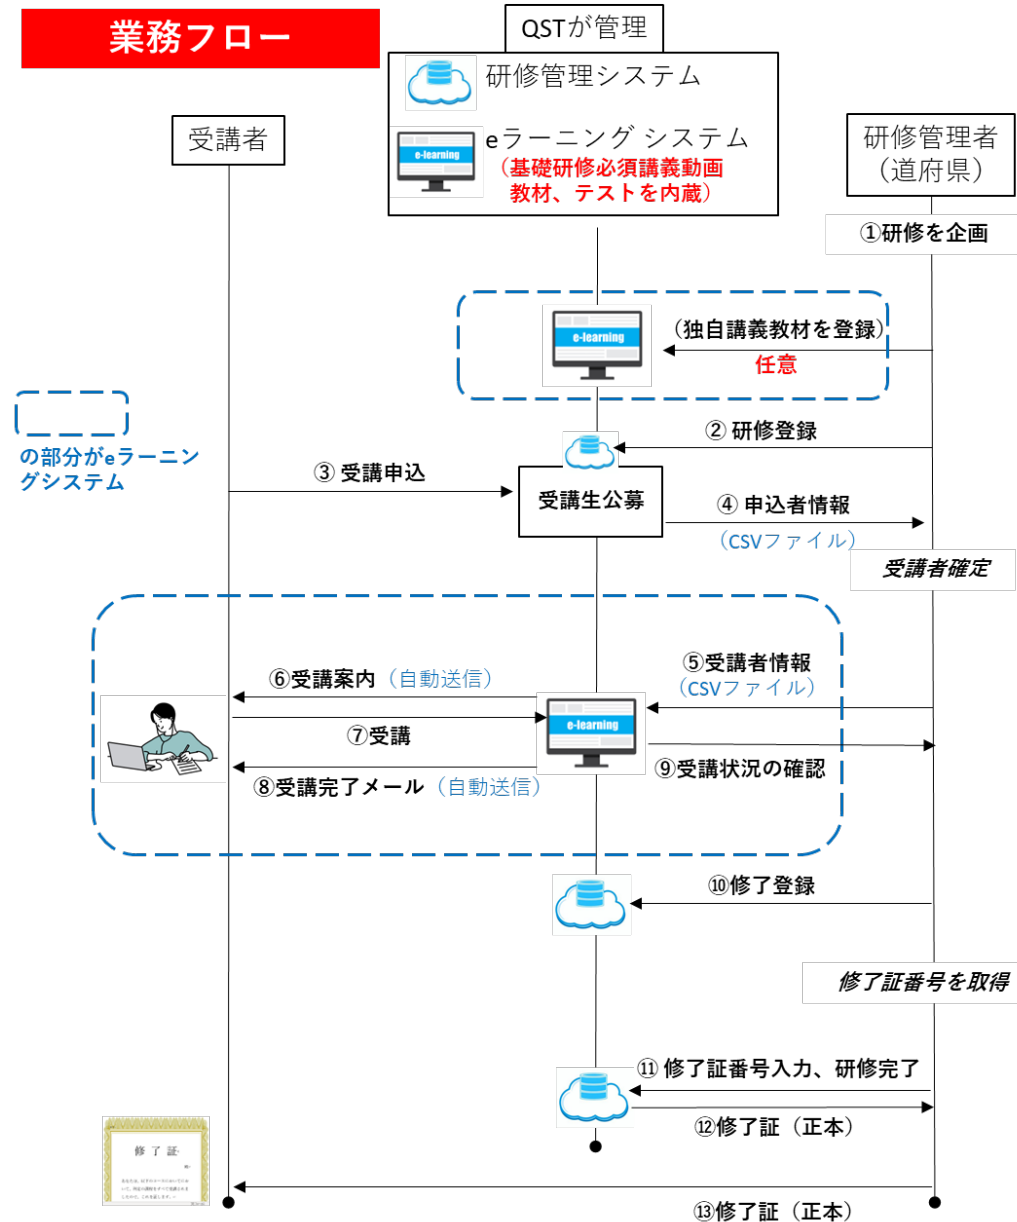 業務フロー
QSTが管理
研修管理システム
eラーニング システム
（基礎研修必須講義動画
教材、テストを内蔵）
e-learning
受講者
研修管理者
（道府県）
①研修を企画
（独自講義教材を登録）
任意
e-learning
の部分がeラーニン
グシステム
② 研修登録
③ 受講申込
受講生公募
④ 申込者情報
（CSVファイル）
受講者確定
⑤受講者情報
（CSVファイル）
⑥受講案内（自動送信）
e-learning
⑦受講
⑧受講完了メール（自動送信）
⑨受講状況の確認
⑩修了登録
修了証番号を取得
⑪ 修了証番号入力、研修完了
⑫修了証（正本）
修 了 証
⑬修了証（正本）